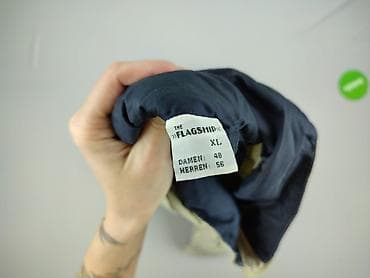 THE
"FLAGSHIP"
XL
DAMEN: 48
HERREN: 56